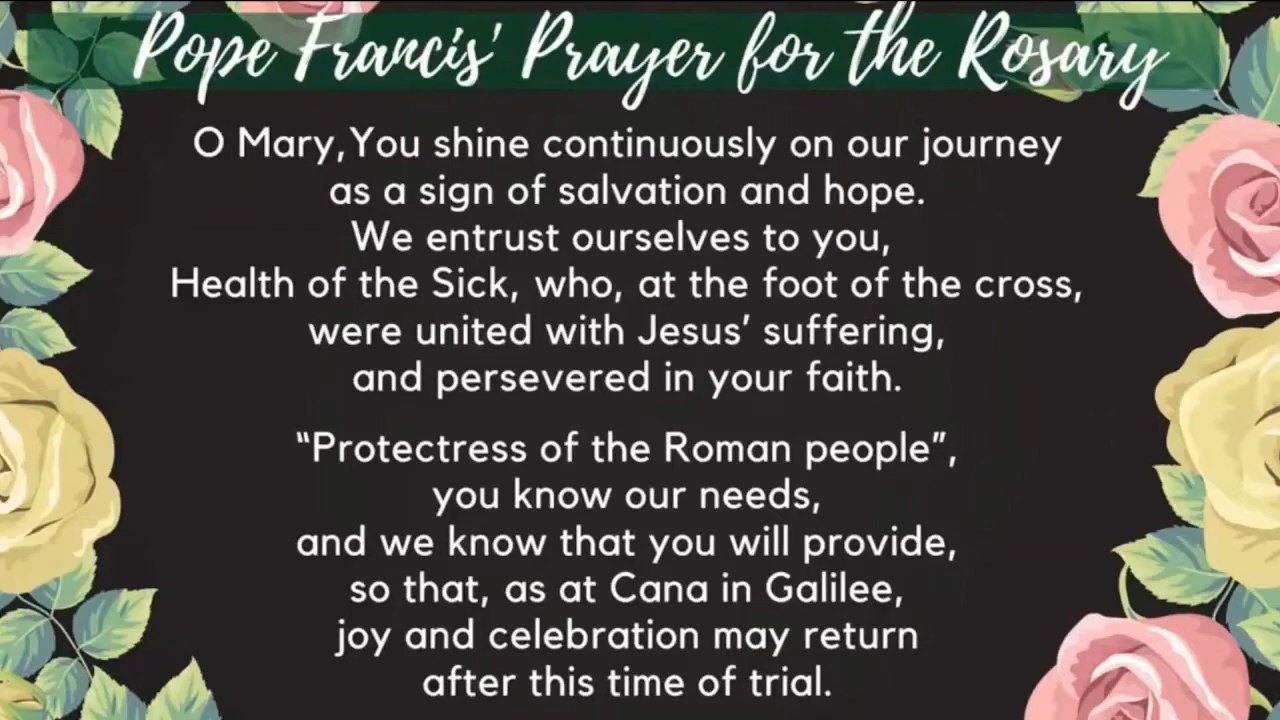 Pope Francis' Prayer for the Rosary
O Mary,You shine continuously on our journey
as a sign of salvation and hope.
We entrust ourselves to you,
Health of the Sick, who, at the foot of the cross,
were united with Jesus’ suffering,
and persevered in your faith.
“Protectress of the Roman people”,
you know our needs,
and we know that you will provide,
so that, as at Cana in Galilee,
joy and celebration may return
after this time of trial.